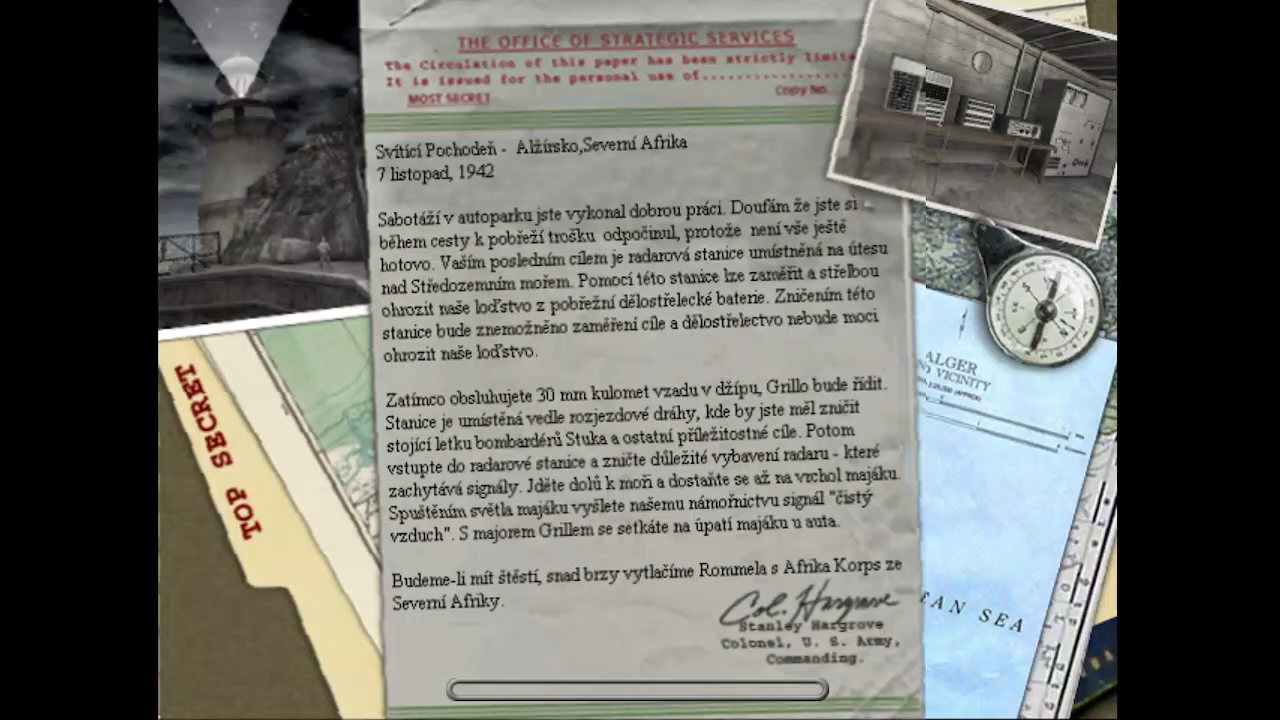 THE OFFICE OF STRATEGIC SERVICES
The Circulation of this paper has been strictly limite
It is issued for the personal use of
MOST SECRET
Copy No.
Svítící Pochodeň - Alžírsko,Severní Afrika
7 listopad, 1942
Sabotáží v autoparku jste vykonal dobrou práci. Doufám že jste si
během cesty k pobřeží trošku odpočinul, protože není vše ještě
hotovo. Vaším posledním cílem je radarová stanice umístněná na útesu
nad Středozemním mořem. Pomocí této stanice lze zaměřit a střelbou
ohrozit naše loďstvo z pobřežní dělostřelecké baterie. Zničením této
stanice bude znemožněno zaměření cíle a dělostřelectvo nebude moci
ohrozit naše loďstvo.
Zatímco obsluhujete 30 mm kulomet vzadu v džípu, Grillo bude řídit.
Stanice je umístěná vedle rozjezdové dráhy, kde by jste měl zničit
stojící letku bombardérů Stuka a ostatní příležitostné cíle. Potom
vstupte do radarové stanice a zničte důležité vybavení radaru - které
zachytává signály. Jděte dolů k moři a dostaňte se až na vrchol majáku.
Spuštěním světla majáku vyšlete našemu námořnictvu signál "čistý
vzduch". S majorem Grillem se setkáte na úpatí majáku u auta.
Budeme-li mít štěstí, snad brzy vytlačíme Rommela s Afrika Korps ze
Severní Afriky.
Col. Hargrove
Stanley Hargrove
Colonel, U. S. Army,
Commanding.
TOP SECRET
ALGER
VICINITY
EAN SEA